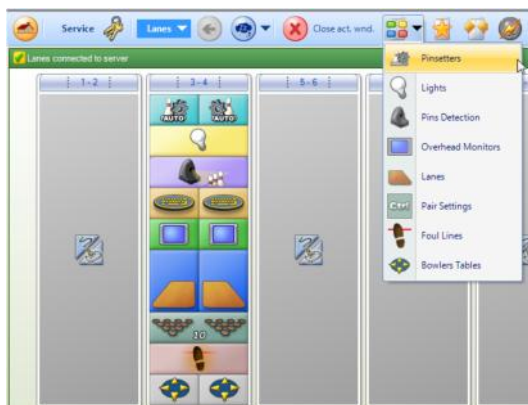 Service
Lanes
Close act. wnd.
Lanes connected to server
1 - 2
3 - 4
5 - 6
AUTO
AUTO
10
Pinsetters
Lights
Pins Detection
Overhead Monitors
Lanes
Ctrl
Pair Settings
Foul Lines
Bowlers Tables